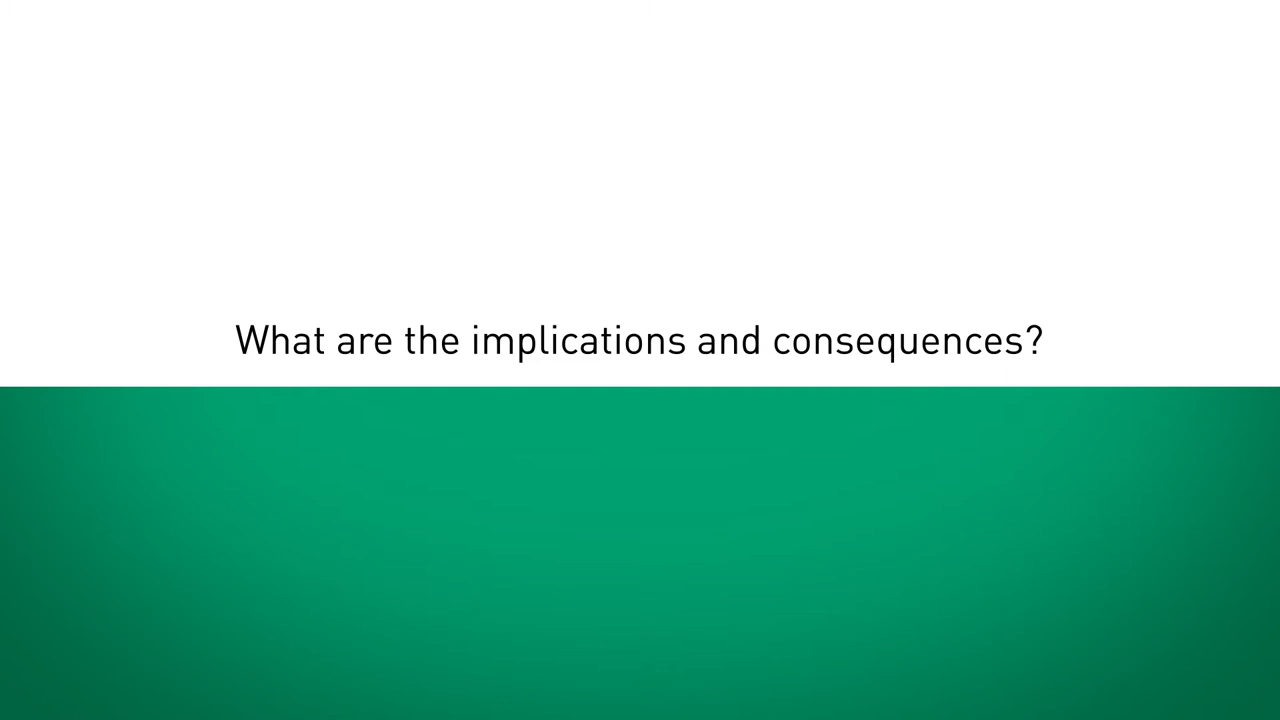 What are the implications and consequences?